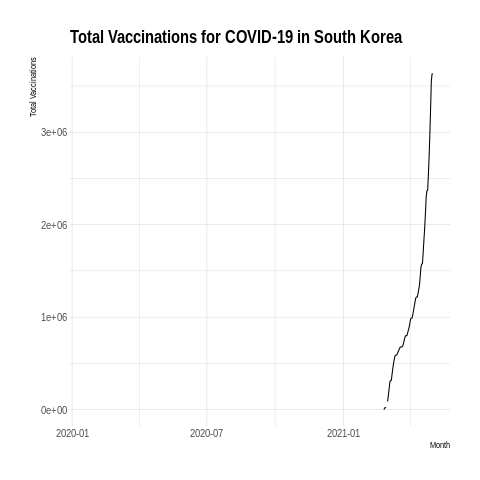 Total Vaccinations for COVID-19 in South Korea
Total Vaccinations
3e+06
2e+06
1e+06
0e+00
2020-01
2020-07
2021-01
Month